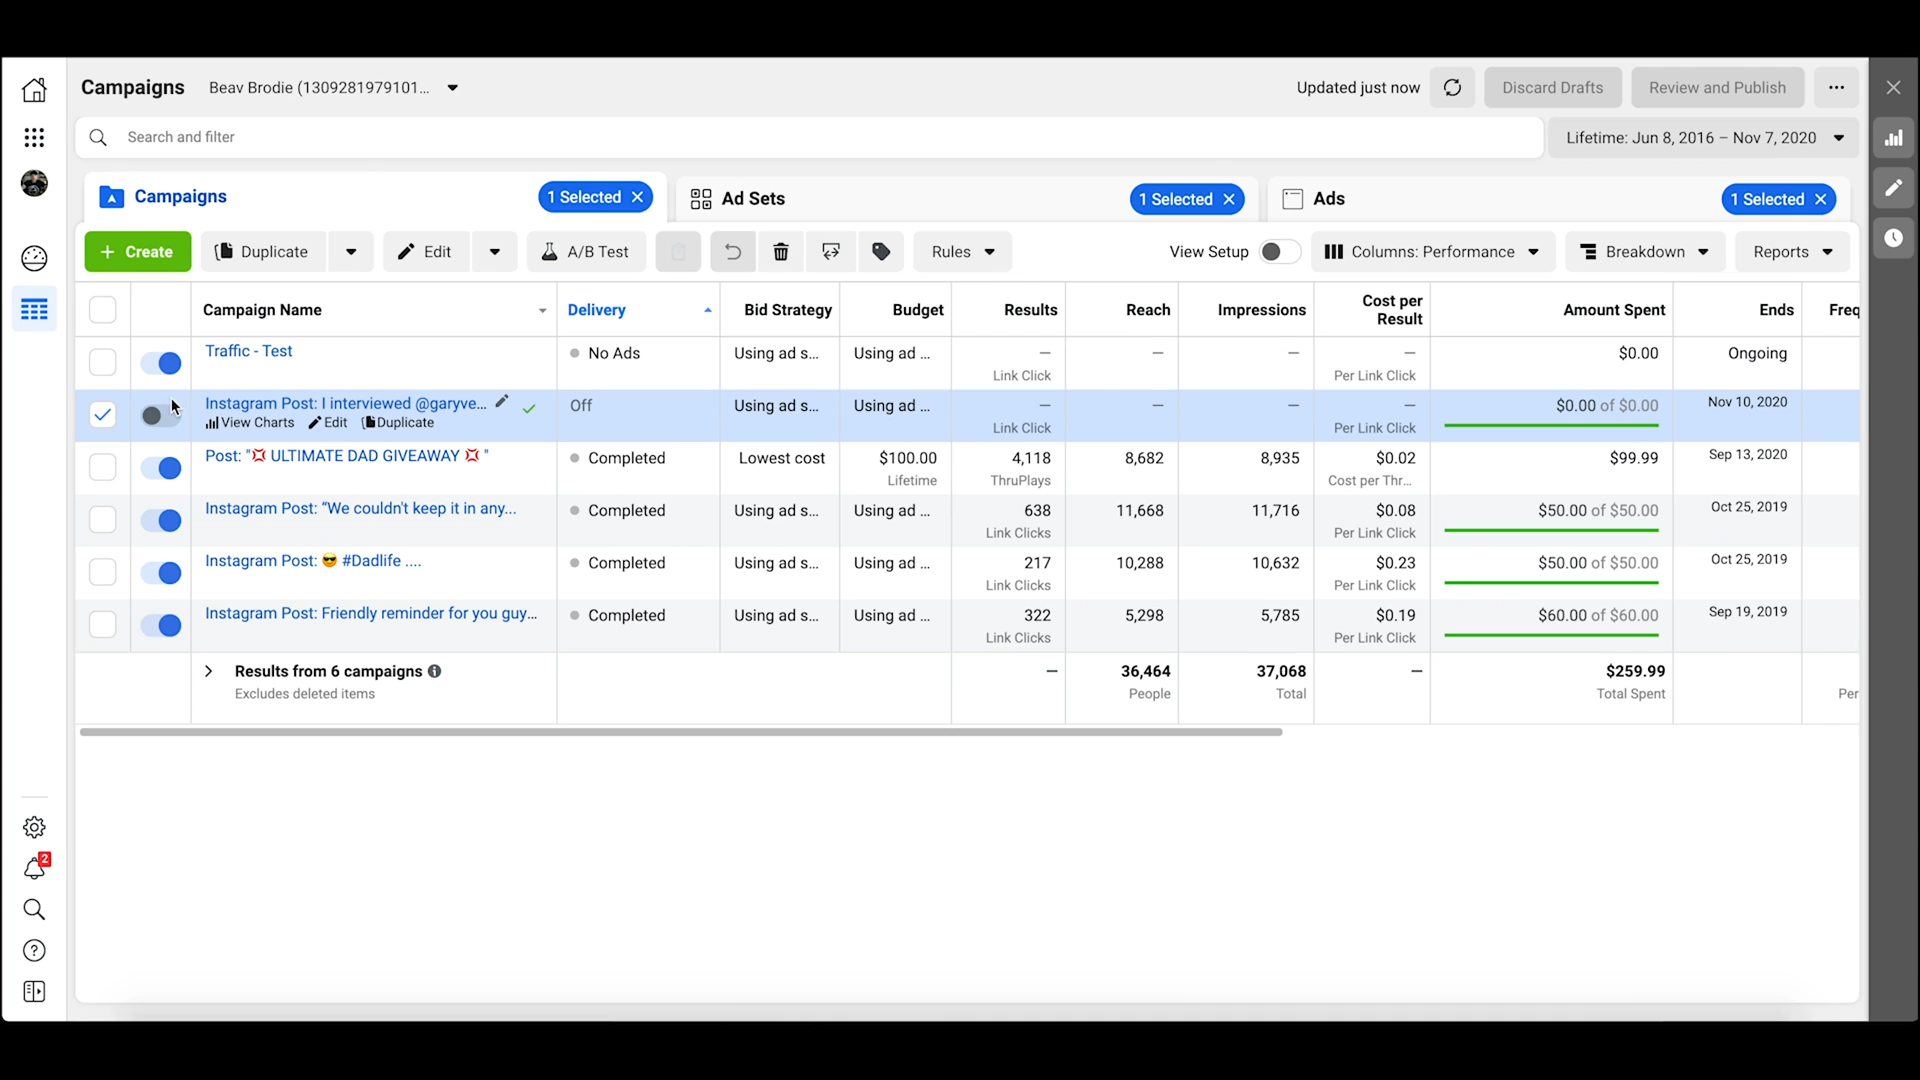 Campaigns Beav Brodie (1309281979101... Updated just now Discard Drafts Review and Publish ...
Search and filter Lifetime: Jun 8, 2016 – Nov 7, 2020
Campaigns 1 Selected Ad Sets 1 Selected Ads 1 Selected
+ Create Duplicate Edit A/B Test Rules View Setup Columns: Performance Breakdown Reports
Campaign Name Delivery Bid Strategy Budget Results Reach Impressions Cost per Result Amount Spent Ends Freq
Traffic - Test No Ads Using ad s... Using ad ... — — — — $0.00 Ongoing
Link Click Per Link Click
Instagram Post: I interviewed @garyve... Off Using ad s... Using ad ... — — — — $0.00 of $0.00 Nov 10, 2020
View Charts Edit Duplicate Link Click Per Link Click
Post: "💢 ULTIMATE DAD GIVEAWAY 💢 " Completed Lowest cost $100.00 4,118 8,682 8,935 $0.02 $99.99 Sep 13, 2020
Lifetime ThruPlays Cost per Thr...
Instagram Post: "We couldn't keep it in any... Completed Using ad s... Using ad ... 638 11,668 11,716 $0.08 $50.00 of $50.00 Oct 25, 2019
Link Clicks Per Link Click
Instagram Post: 😎 #Dadlife .... Completed Using ad s... Using ad ... 217 10,288 10,632 $0.23 $50.00 of $50.00 Oct 25, 2019
Link Clicks Per Link Click
Instagram Post: Friendly reminder for you guy... Completed Using ad s... Using ad ... 322 5,298 5,785 $0.19 $60.00 of $60.00 Sep 19, 2019
Link Clicks Per Link Click
Results from 6 campaigns — 36,464 37,068 — $259.99
Excludes deleted items People Total Total Spent Per
2